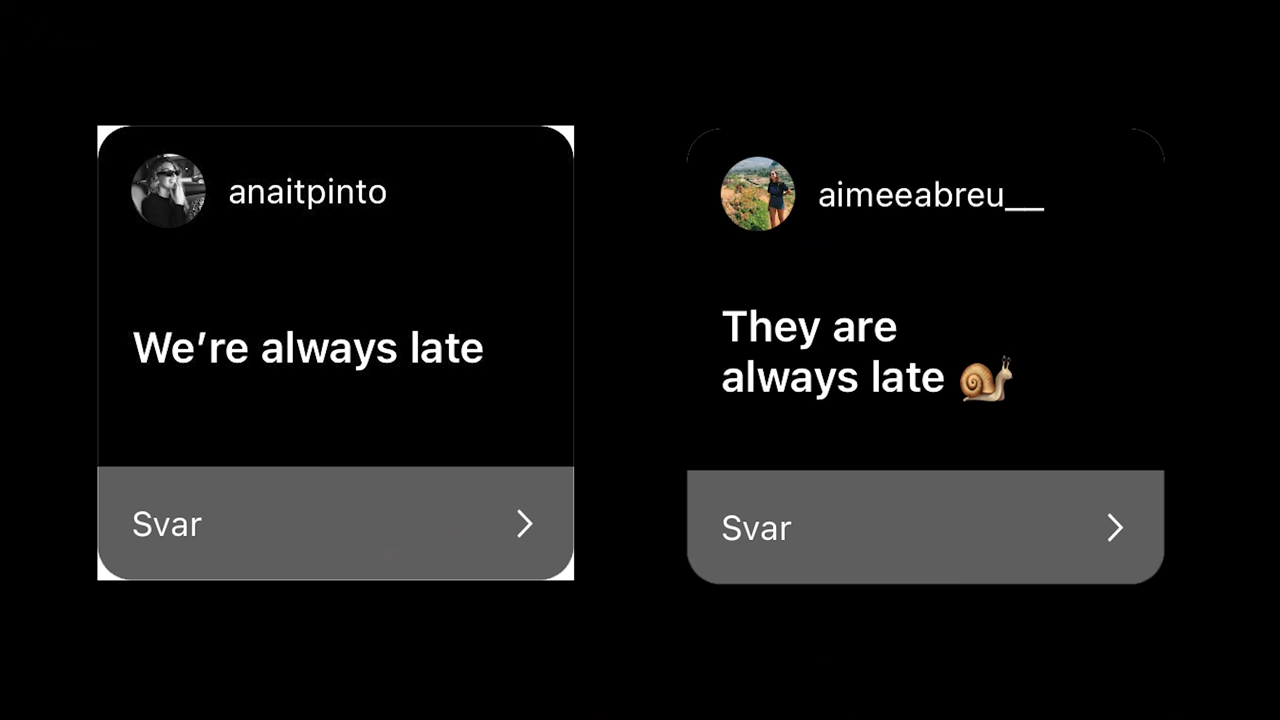 anaitpinto
We’re always late
Svar
aimeeabreu__
They are
always late 🐌
Svar